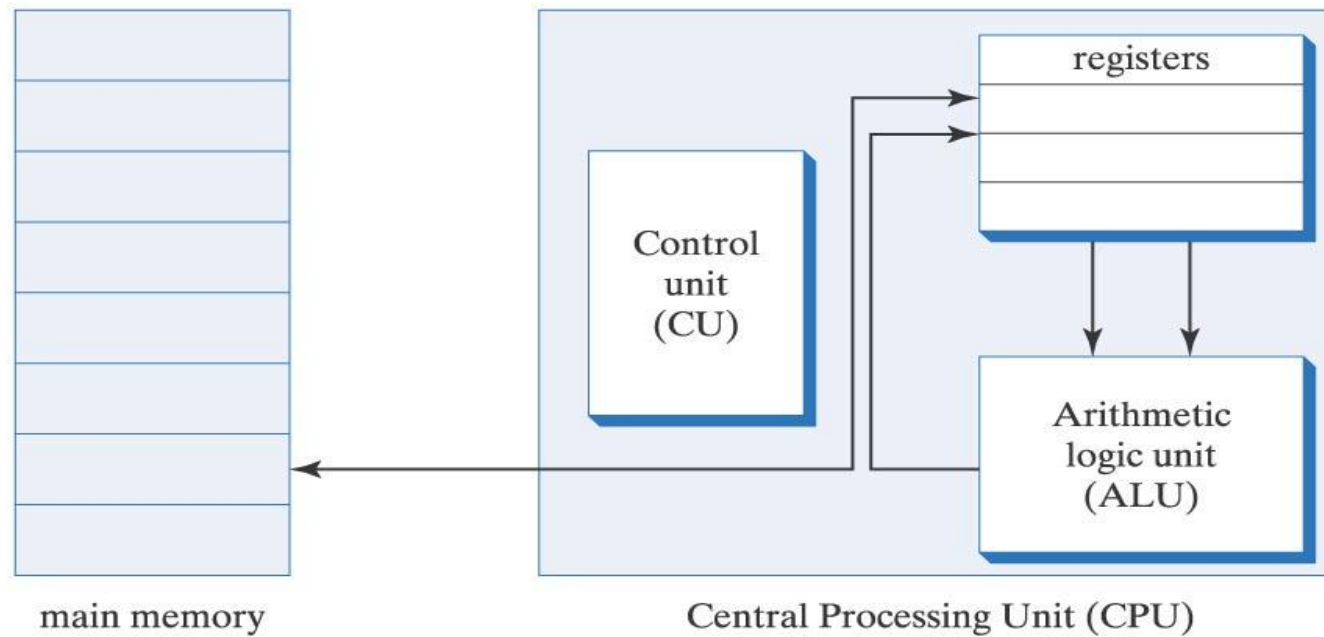 registers
Control
unit
(CU)
Arithmetic
logic unit
(ALU)
main memory
Central Processing Unit (CPU)